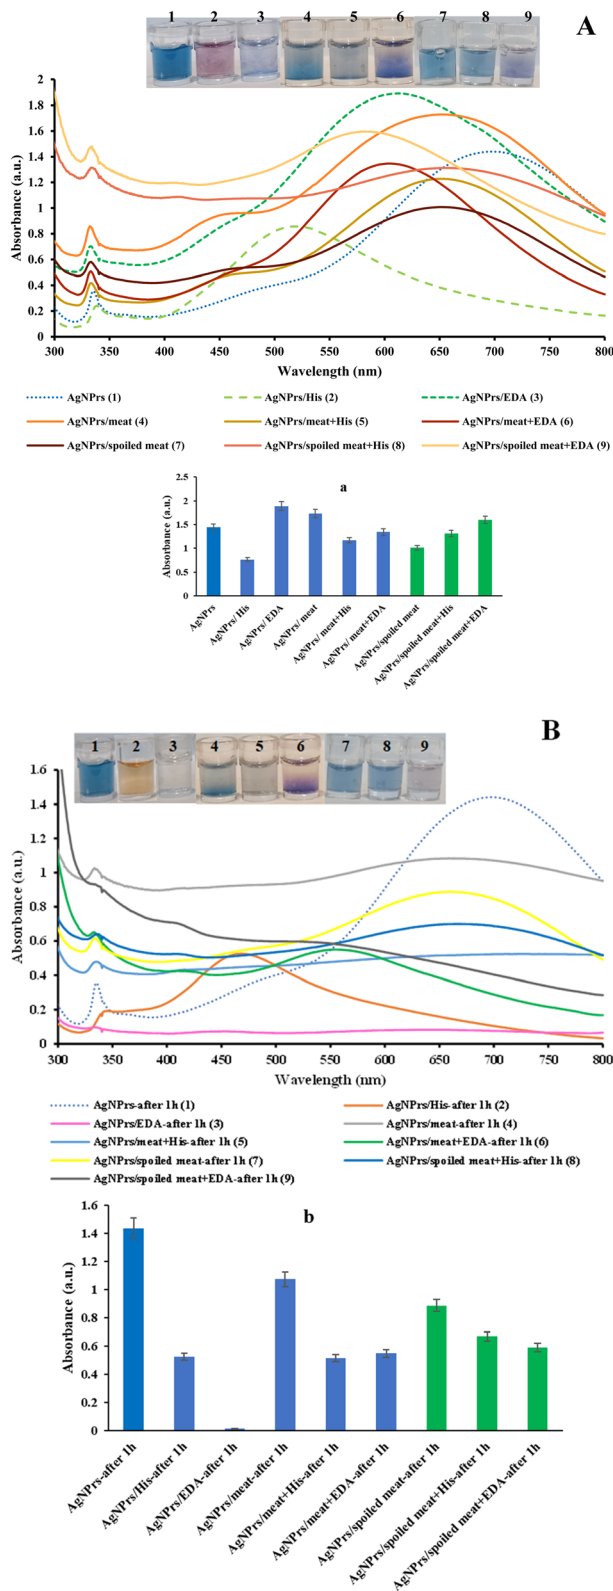 A
1 2 3 4 5 6 7 8 9
2
1.8
1.6
1.4
1.2
1
0.8
0.6
0.4
0.2
0
Absorbance (a.u.)
300 350 400 450 500 550 600 650 700 750 800
Wavelength (nm)
AgNPrs (1) AgNPrs/His (2) AgNPrs/EDA (3)
AgNPrs/meat (4) AgNPrs/meat+His (5) AgNPrs/meat+EDA (6)
AgNPrs/spoiled meat (7) AgNPrs/spoiled meat+His (8) AgNPrs/spoiled meat+EDA (9)
a
2.5
2
1.5
1
0.5
0
Absorbance (a.u.)
AgNPrs
AgNPrs/ His
AgNPrs/ EDA
AgNPrs/ meat
AgNPrs/ meat+His
AgNPrs/ meat+EDA
AgNPrs/spoiled meat
AgNPrs/spoiled meat+His
AgNPrs/spoiled meat+EDA
B
1 2 3 4 5 6 7 8 9
1.6
1.4
1.2
1
0.8
0.6
0.4
0.2
0
Absorbance (a.u.)
300 350 400 450 500 550 600 650 700 750 800
Wavelength (nm)
AgNPrs-after 1h (1) AgNPrs/His-after 1h (2)
AgNPrs/EDA-after 1h (3) AgNPrs/meat-after 1h (4)
AgNPrs/meat+His-after 1h (5) AgNPrs/meat+EDA-after 1h (6)
AgNPrs/spoiled meat-after 1h (7) AgNPrs/spoiled meat+His-after 1h (8)
AgNPrs/spoiled meat+EDA-after 1h (9)
b
1.6
1.4
1.2
1
0.8
0.6
0.4
0.2
0
Absorbance (a.u.)
AgNPrs-after 1h
AgNPrs/His-after 1h
AgNPrs/EDA-after 1h
AgNPrs/meat-after 1h
AgNPrs/meat+His-after 1h
AgNPrs/meat+EDA-after 1h
AgNPrs/spoiled meat-after 1h
AgNPrs/spoiled meat+His-after 1h
AgNPrs/spoiled meat+EDA-after 1h